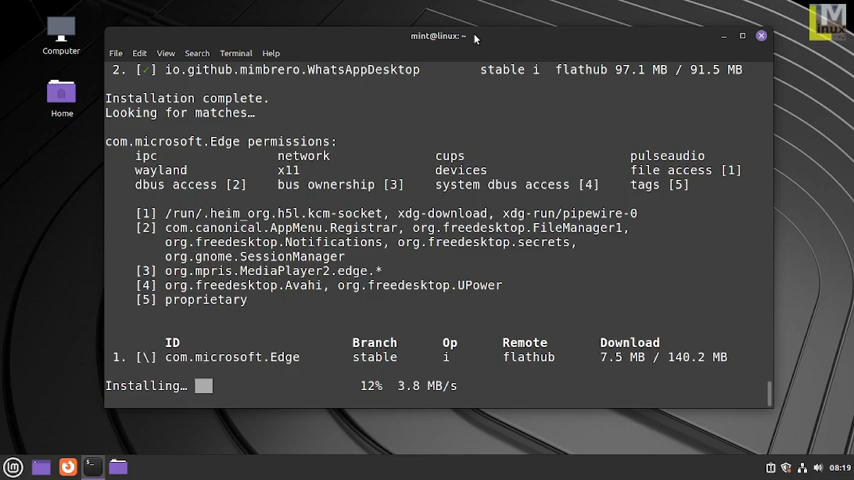 Computer
Home
mint@linux: ~
File Edit View Search Terminal Help
2. [✓] io.github.mimbrero.WhatsAppDesktop stable i flathub 97.1 MB / 91.5 MB
Installation complete.
Looking for matches…
com.microsoft.Edge permissions:
ipc network cups pulseaudio
wayland x11 devices file access [1]
dbus access [2] bus ownership [3] system dbus access [4] tags [5]
[1] /run/.heim_org.h5l.kcm-socket, xdg-download, xdg-run/pipewire-0
[2] com.canonical.AppMenu.Registrar, org.freedesktop.FileManager1,
org.freedesktop.Notifications, org.freedesktop.secrets,
org.gnome.SessionManager
[3] org.mpris.MediaPlayer2.edge.*
[4] org.freedesktop.Avahi, org.freedesktop.UPower
[5] proprietary
ID Branch Op Remote Download
1. [\] com.microsoft.Edge stable i flathub 7.5 MB / 140.2 MB
Installing… 12% 3.8 MB/s
08:19